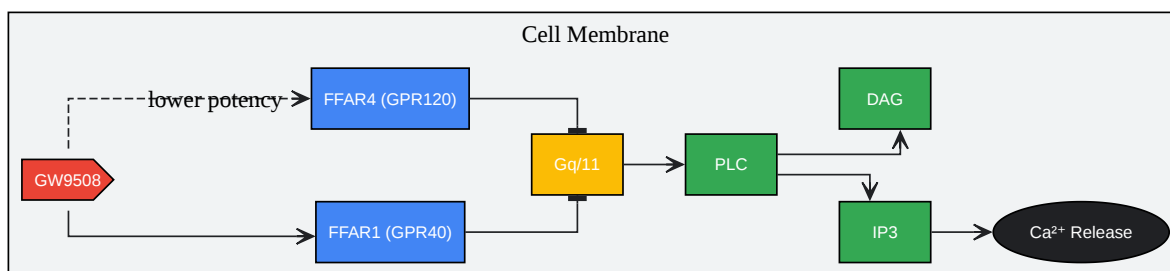 Cell Membrane
lower potency
FFAR4 (GPR120)
DAG
GW9508
Gq/11
PLC
FFAR1 (GPR40)
IP3
Ca²⁺ Release